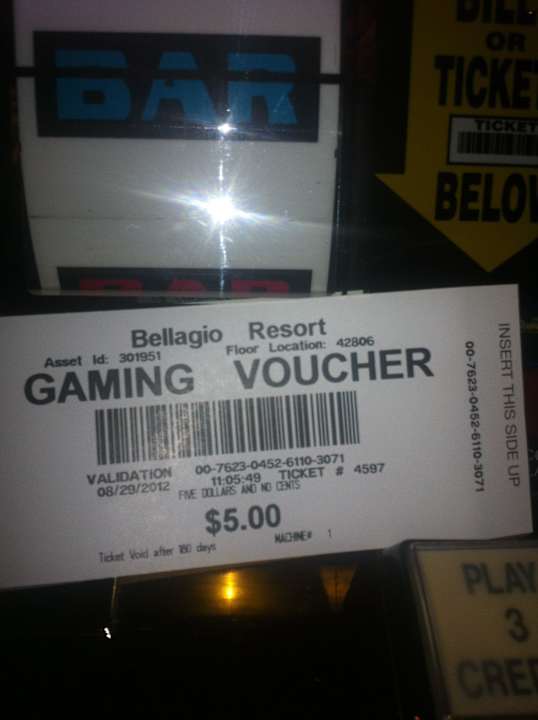 BAR
BILL
OR
TICKET
TICKET
BELOW
BAR
Bellagio Resort
Asset Id: 301951 Floor Location: 42806
GAMING VOUCHER
VALIDATION 00-7623-0452-6110-3071
08/29/2012 11:05:49 TICKET # 4597
FIVE DOLLARS AND NO CENTS
$5.00
Ticket Void after 180 days MACHINE# 1
00-7623-0452-6110-3071
INSERT THIS SIDE UP
PLAY
3
CRE